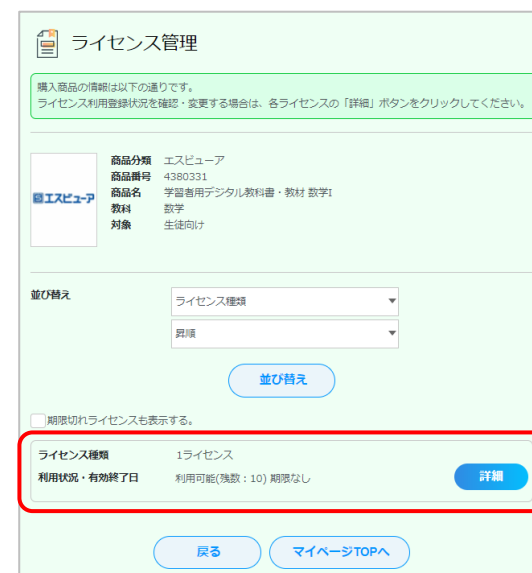 ライセンス管理
購入商品の情報は以下の通りです。
ライセンス利用登録状況を確認・変更する場合は、各ライセンスの「詳細」ボタンをクリックしてください。
エスビューア
商品分類 エスビューア
商品番号 4380331
商品名 学習者用デジタル教科書・教材 数学I
教科 数学
対象 生徒向け
並び替え
ライセンス種類
昇順
並び替え
期限切れライセンスも表示する。
ライセンス種類 1ライセンス
利用状況・有効終了日 利用可能(残数：10) 期限なし
詳細
戻る マイページTOPへ